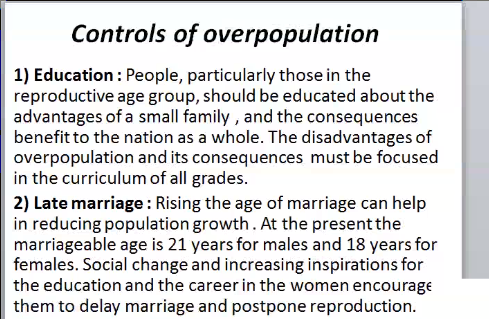 Controls of overpopulation
1) Education : People, particularly those in the
reproductive age group, should be educated about the
advantages of a small family , and the consequences
benefit to the nation as a whole. The disadvantages of
overpopulation and its consequences must be focused
in the curriculum of all grades.
2) Late marriage : Rising the age of marriage can help
in reducing population growth . At the present the
marriageable age is 21 years for males and 18 years for
females. Social change and increasing inspirations for
the education and the career in the women encourage
them to delay marriage and postpone reproduction.